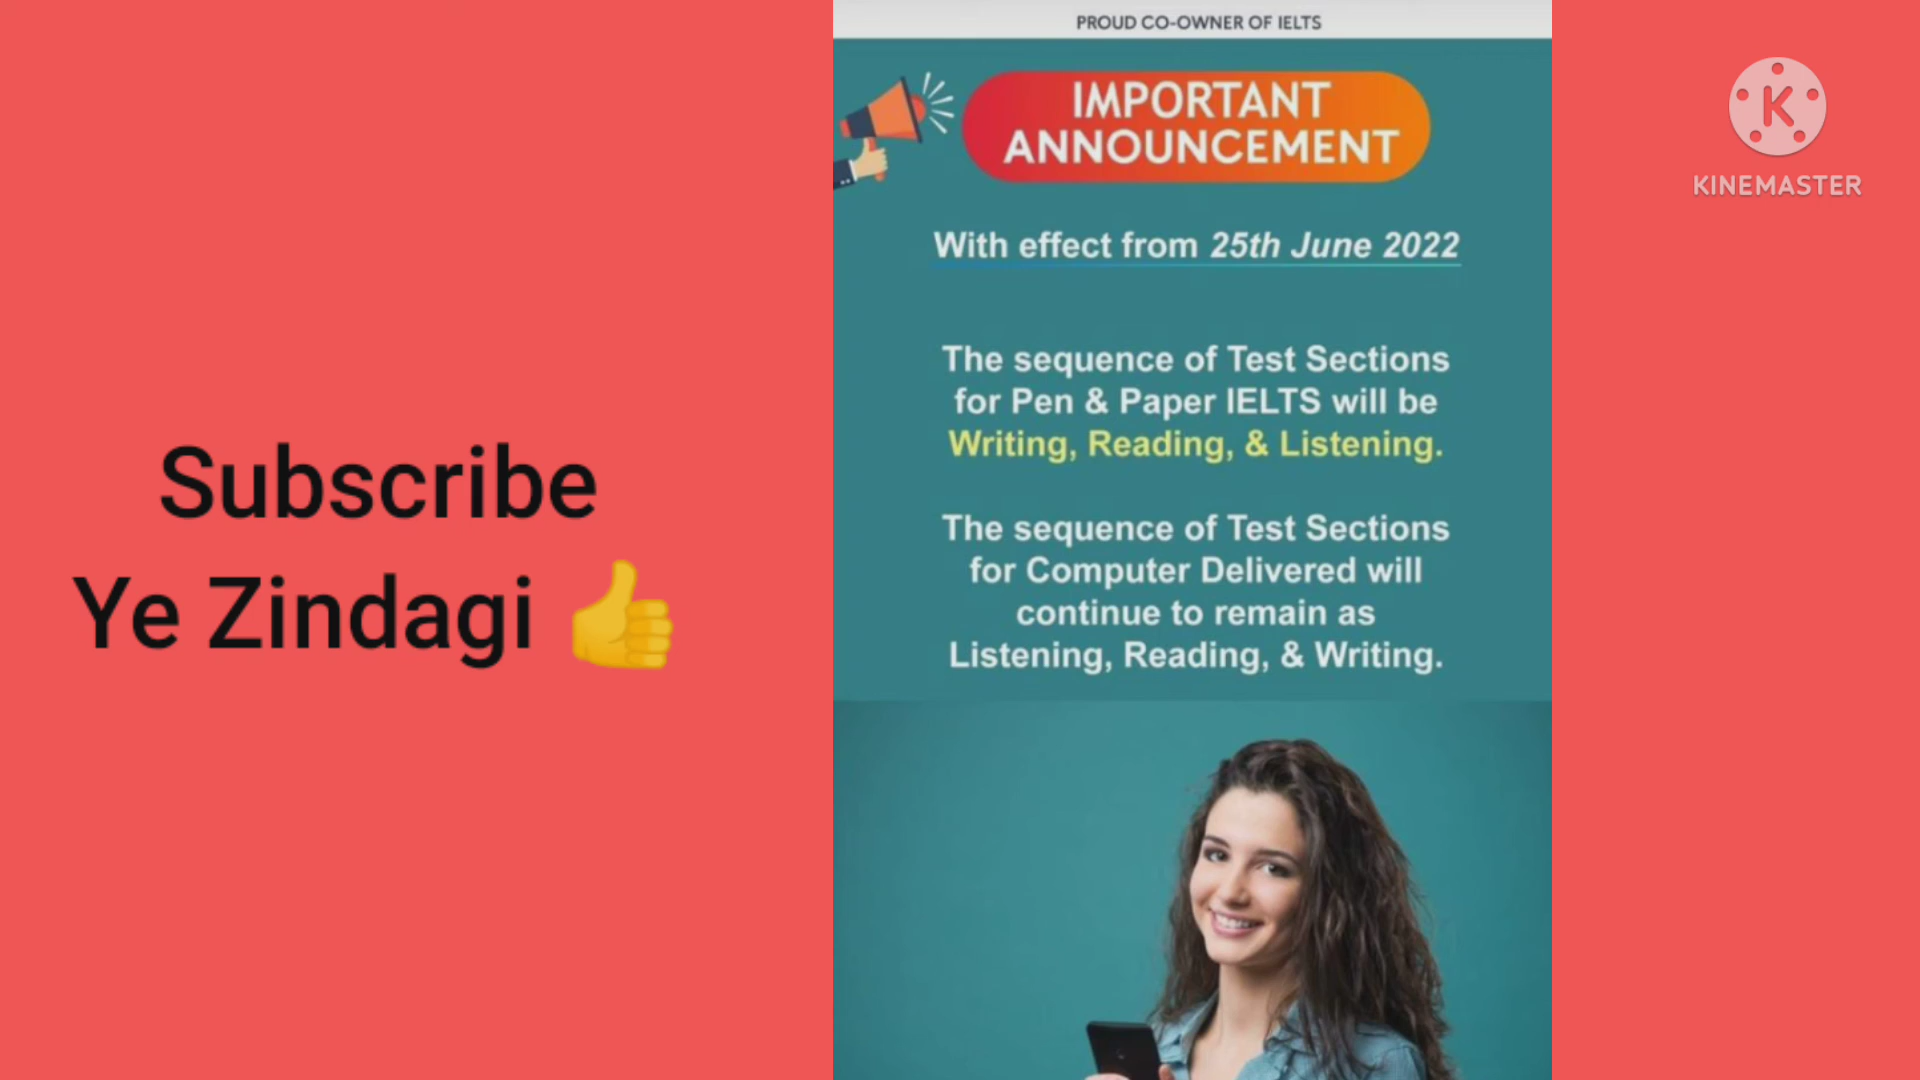 Subscribe
Ye Zindagi 👍
PROUD CO-OWNER OF IELTS
IMPORTANT
ANNOUNCEMENT
With effect from 25th June 2022
The sequence of Test Sections
for Pen & Paper IELTS will be
Writing, Reading, & Listening.
The sequence of Test Sections
for Computer Delivered will
continue to remain as
Listening, Reading, & Writing.
K
KINEMASTER